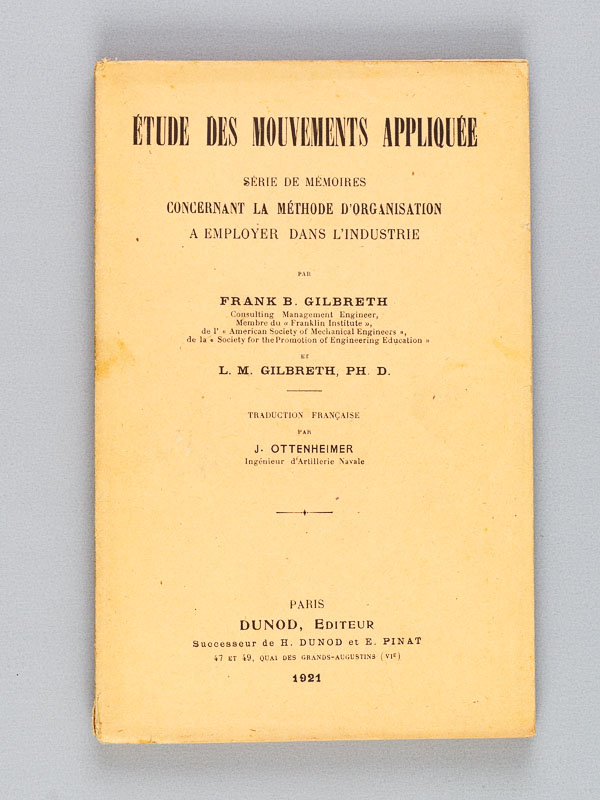 ÉTUDE DES MOUVEMENTS APPLIQUÉE
SÉRIE DE MÉMOIRES
CONCERNANT LA MÉTHODE D'ORGANISATION
A EMPLOYER DANS L'INDUSTRIE
PAR
FRANK B. GILBRETH
Consulting Management Engineer,
Membre du « Franklin Institute »,
de l' « American Society of Mechanical Engineers »,
de la « Society for the Promotion of Engineering Education »
ET
L. M. GILBRETH, PH. D.
TRADUCTION FRANÇAISE
PAR
J. OTTENHEIMER
Ingénieur d'Artillerie Navale
PARIS
DUNOD, EDITEUR
Successeur de H. DUNOD et E. PINAT
47 ET 49, QUAI DES GRANDS-AUGUSTINS (VIE)
1921